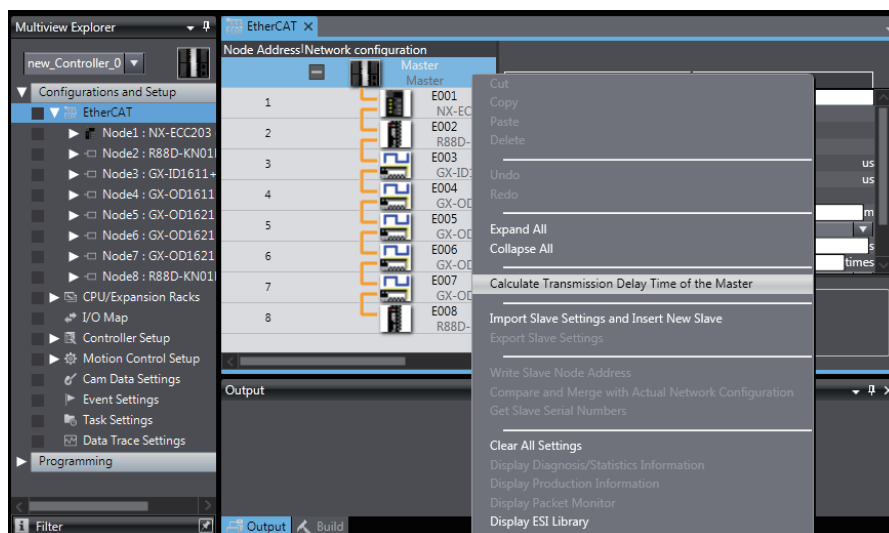 Multiview Explorer
new_Controller_0
Configurations and Setup
EtherCAT
Node1 : NX-ECC203
Node2 : R88D-KN01
Node3 : GX-ID1611+
Node4 : GX-OD1611
Node5 : GX-OD1621
Node6 : GX-OD1621
Node7 : GX-OD1621
Node8 : R88D-KN01
CPU/Expansion Racks
I/O Map
Controller Setup
Motion Control Setup
Cam Data Settings
Event Settings
Task Settings
Data Trace Settings
Programming
Filter
EtherCAT
Node Address Network configuration
Master
Master
1 E001
NX-EC
2 E002
R88D-
3 E003
GX-ID
4 E004
GX-OD
5 E005
GX-OD
6 E006
GX-OD
7 E007
GX-OD
8 E008
R88D-
Cut
Copy
Paste
Delete
Undo
Redo
Expand All
Collapse All
Calculate Transmission Delay Time of the Master
Import Slave Settings and Insert New Slave
Export Slave Settings
Write Slave Node Address
Compare and Merge with Actual Network Configuration
Get Slave Serial Numbers
Clear All Settings
Display Diagnosis/Statistics Information
Display Production Information
Display Packet Monitor
Display ESI Library
us
us
m
s
times
Output
Output Build